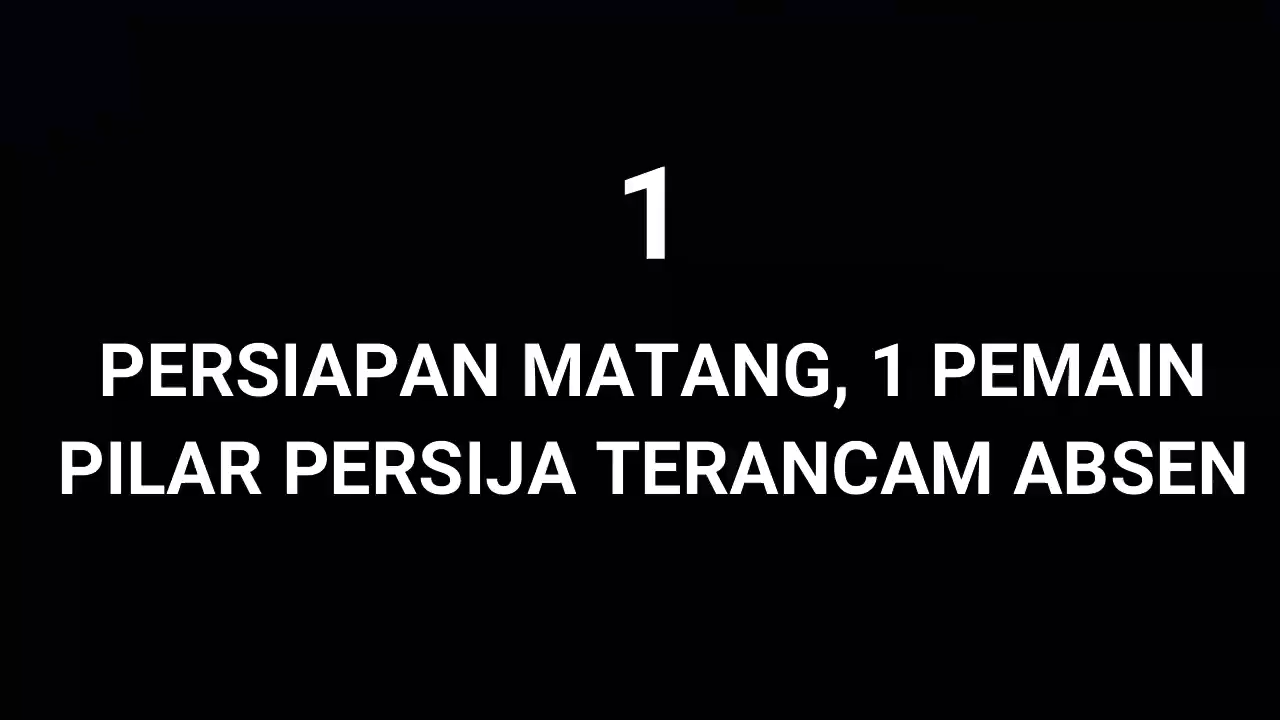 1
PERSIAPAN MATANG, 1 PEMAIN
PILAR PERSIJA TERANCAM ABSEN